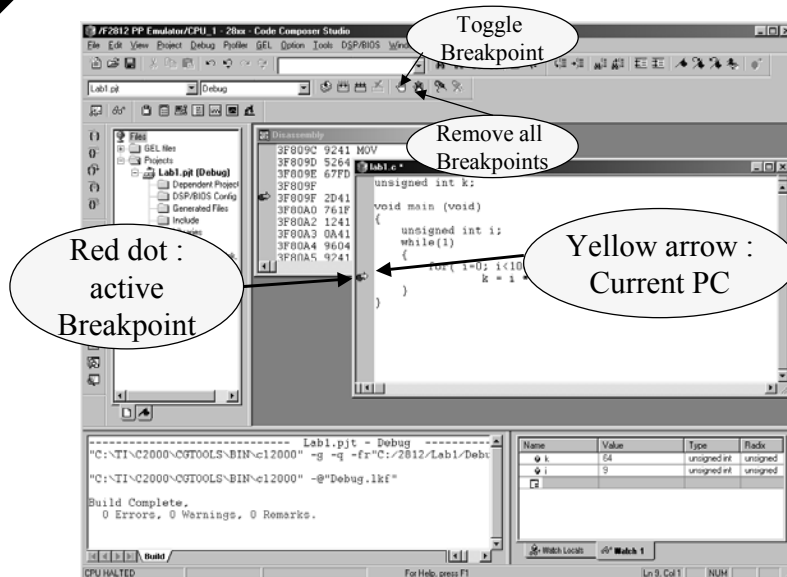 /F2812 PP Emulator/CPU_1 - 28xx - Code Composer Studio
File Edit View Project Debug Profiler GEL Option Tools DSP/BIOS
Toggle
Breakpoint
Lab1.pjt Debug
Remove all
Breakpoints
Files
GEL files
Projects
Lab1.pjt (Debug)
Dependent Project
DSP/BIOS Config
Generated Files
Include
Disassembly
3F809C 9241 MOV
3F809D 5264
3F809E 67FD
3F809F
3F809F 2D41
3F80A0 761F
3F80A2 1241
3F80A3 0A41
3F80A4 9604
3F80A5 9241
lab1.c *
unsigned int k;
void main (void)
{
unsigned int i;
while(1)
{
for( i=0; i<10
k = i *
}
}
Red dot :
active
Breakpoint
Yellow arrow :
Current PC
---------------------------- Lab1.pjt - Debug ----------
"C:\TI\C2000\CGTOOLS\BIN\cl2000" -g -q -fr"C:/2812/Lab1/Debu
"C:\TI\C2000\CGTOOLS\BIN\cl2000" -@"Debug.lkf"
Build Complete,
0 Errors, 0 Warnings, 0 Remarks.
Build
Name Value Type Radix
k 64 unsigned int unsigned
i 9 unsigned int unsigned
Watch Locals Watch 1
CPU HALTED For Help, press F1 Ln 9, Col 1 NUM